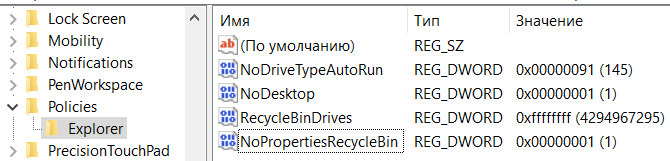 Lock Screen
Mobility
Notifications
PenWorkspace
Policies
Explorer
PrecisionTouchPad
Имя Тип Значение
ab (По умолчанию) REG_SZ
NoDriveTypeAutoRun REG_DWORD 0x00000091 (145)
NoDesktop REG_DWORD 0x00000001 (1)
RecycleBinDrives REG_DWORD 0xffffffff (4294967295)
NoPropertiesRecycleBin REG_DWORD 0x00000001 (1)